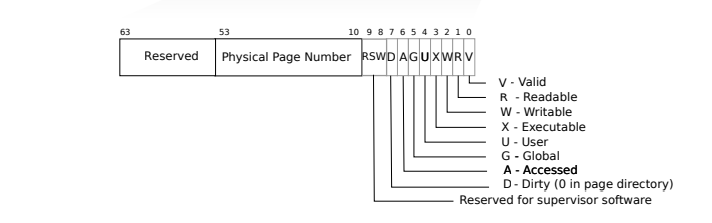 63 53 10 9 8 7 6 5 4 3 2 1 0
Reserved Physical Page Number RSW D A G U X W R V
V - Valid
R - Readable
W - Writable
X - Executable
U - User
G - Global
A - Accessed
D - Dirty (0 in page directory)
Reserved for supervisor software